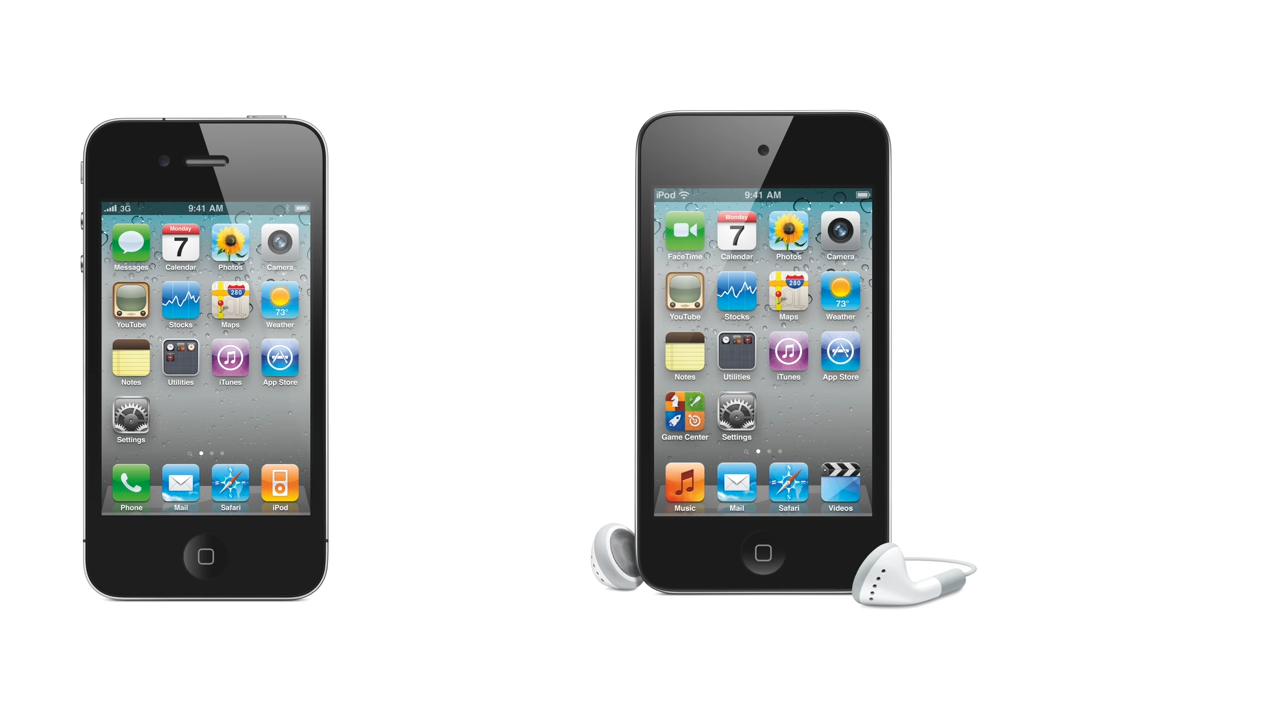 3G 9:41 AM
Monday
7
Messages Calendar Photos Camera
280
73°
YouTube Stocks Maps Weather
Notes Utilities iTunes App Store
Settings
Phone Mail Safari iPod
iPod 9:41 AM
Monday
7
FaceTime Calendar Photos Camera
280
73°
YouTube Stocks Maps Weather
Notes Utilities iTunes App Store
Game Center Settings
Music Mail Safari Videos